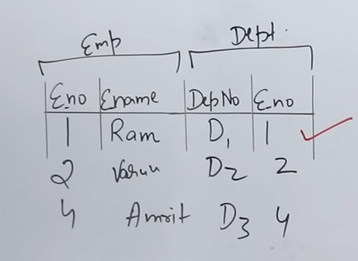 Emp Dept.
Eno Ename DepNo Eno
1 Ram D1 1
2 Varun D2 2
4 Amrit D3 4